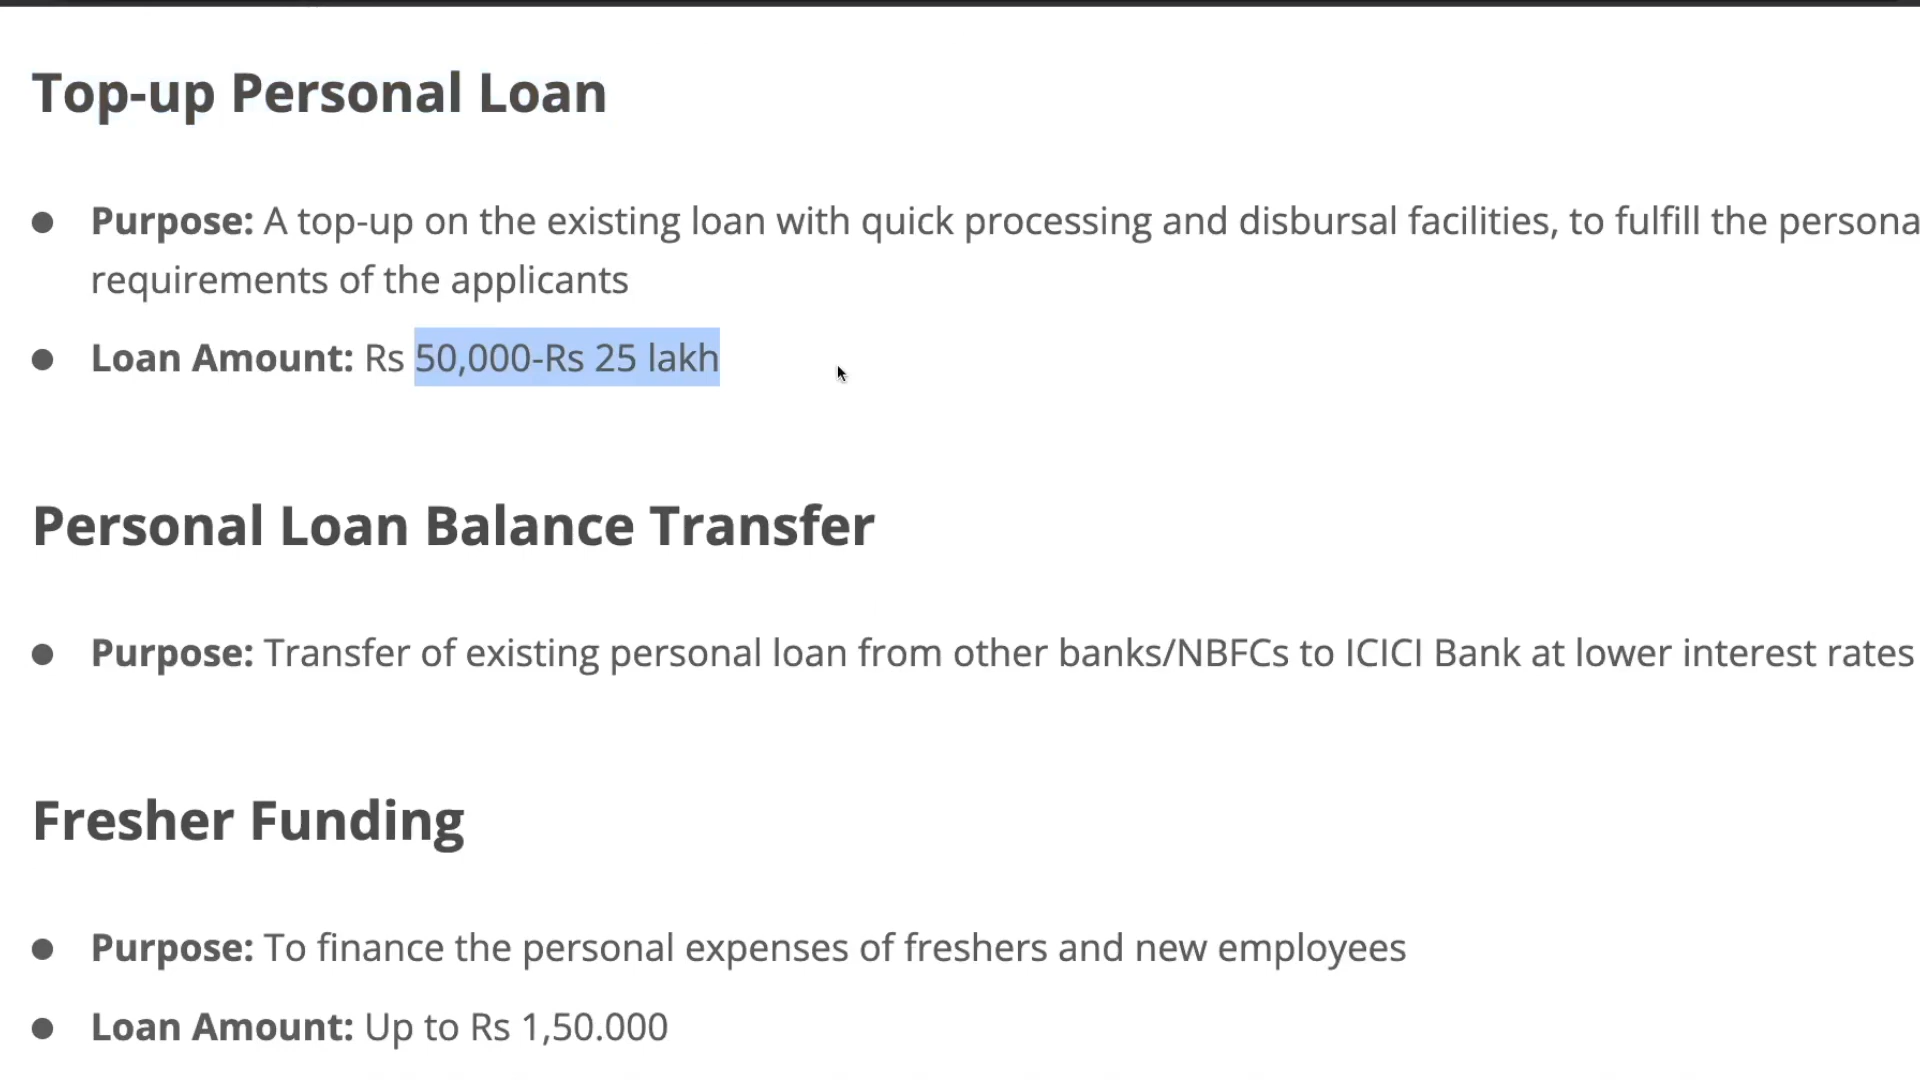 Top-up Personal Loan
● Purpose: A top-up on the existing loan with quick processing and disbursal facilities, to fulfill the persona
requirements of the applicants
● Loan Amount: Rs 50,000-Rs 25 lakh
Personal Loan Balance Transfer
● Purpose: Transfer of existing personal loan from other banks/NBFCs to ICICI Bank at lower interest rates
Fresher Funding
● Purpose: To finance the personal expenses of freshers and new employees
● Loan Amount: Up to Rs 1,50.000